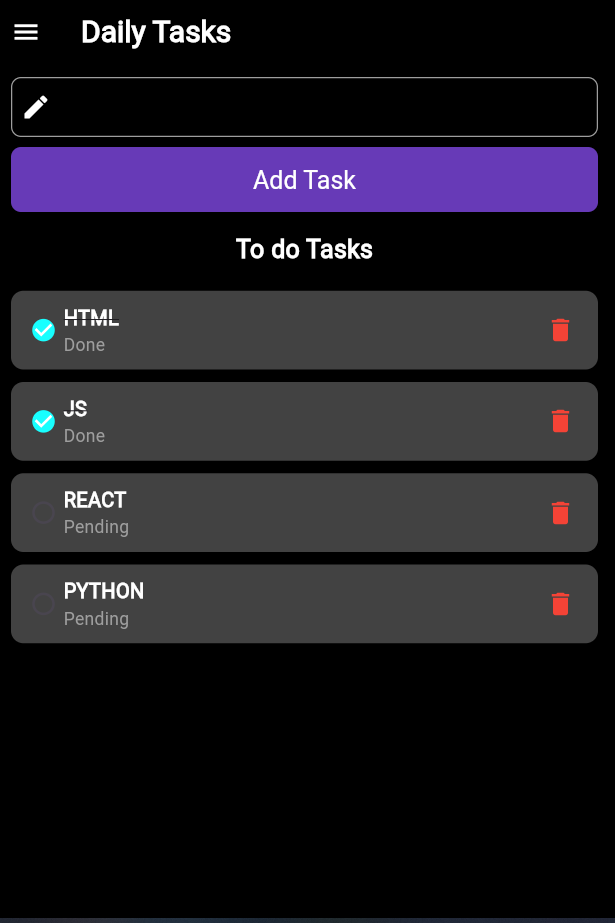 Daily Tasks
Add Task
To do Tasks
HTML
Done
JS
Done
REACT
Pending
PYTHON
Pending